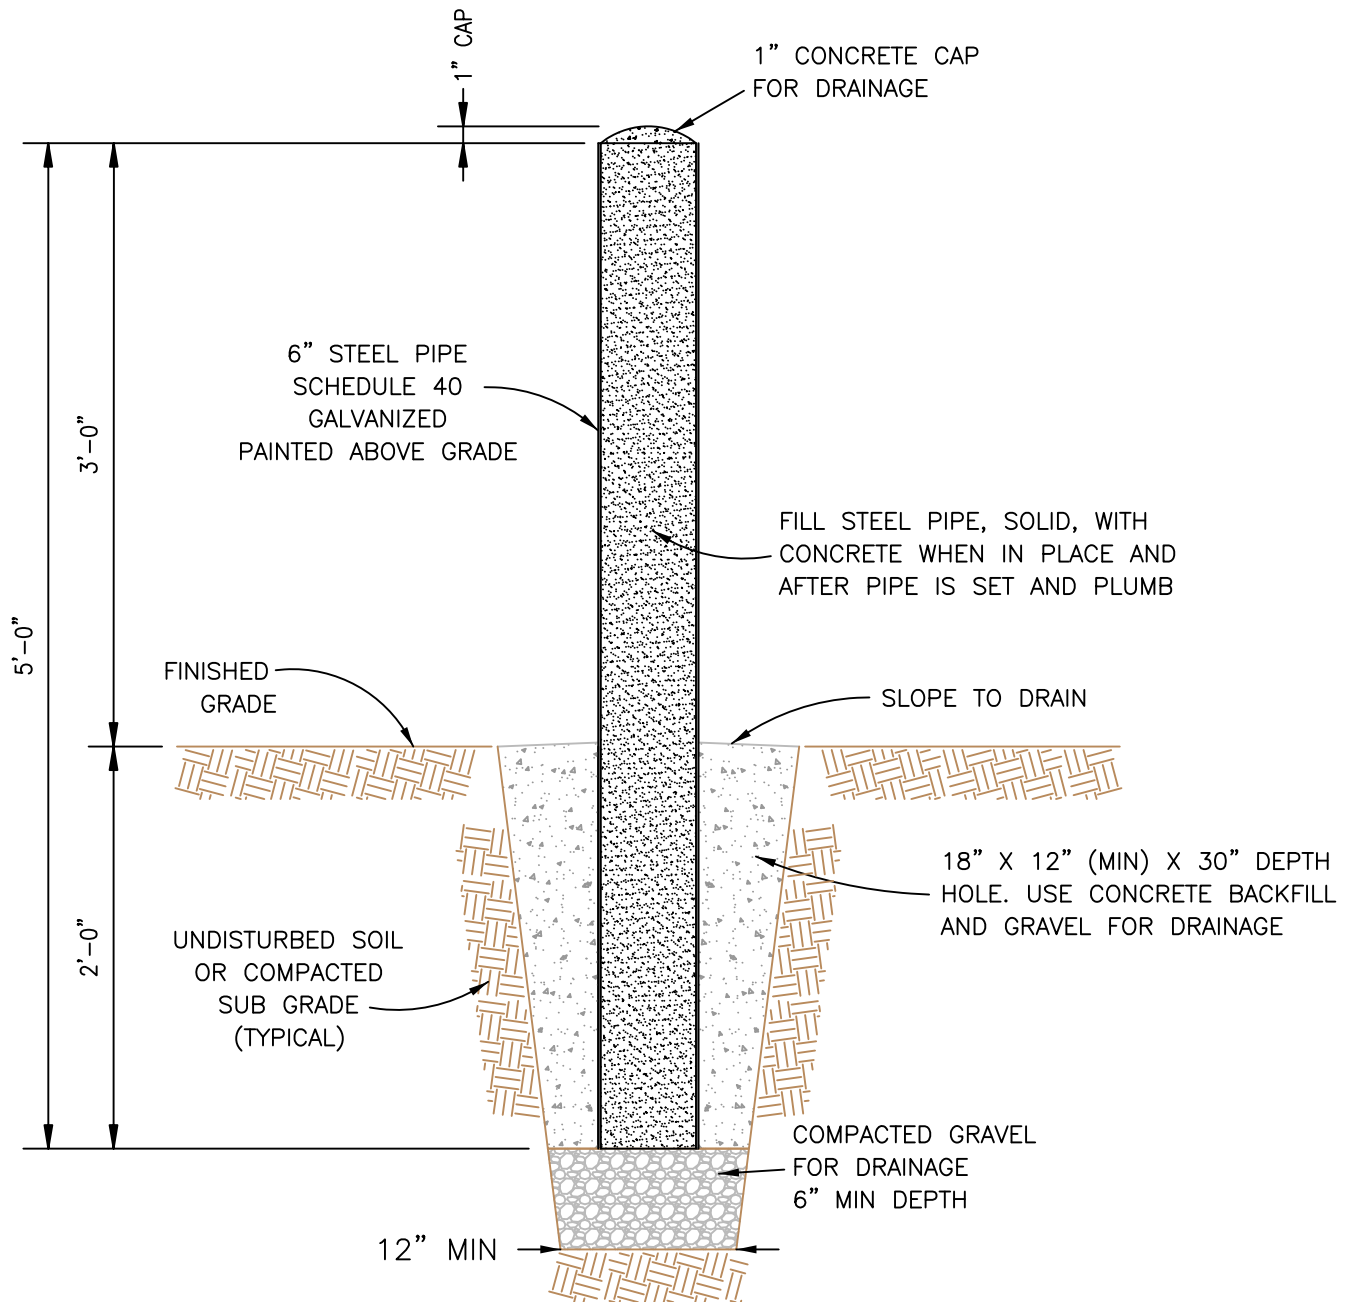 1” CAP
1” CONCRETE CAP
FOR DRAINAGE
6” STEEL PIPE
SCHEDULE 40
GALVANIZED
PAINTED ABOVE GRADE
3’-0”
FILL STEEL PIPE, SOLID, WITH
CONCRETE WHEN IN PLACE AND
AFTER PIPE IS SET AND PLUMB
5’-0”
FINISHED
GRADE
SLOPE TO DRAIN
18” X 12” (MIN) X 30” DEPTH
HOLE. USE CONCRETE BACKFILL
AND GRAVEL FOR DRAINAGE
2’-0”
UNDISTURBED SOIL
OR COMPACTED
SUB GRADE
(TYPICAL)
COMPACTED GRAVEL
FOR DRAINAGE
6” MIN DEPTH
12” MIN